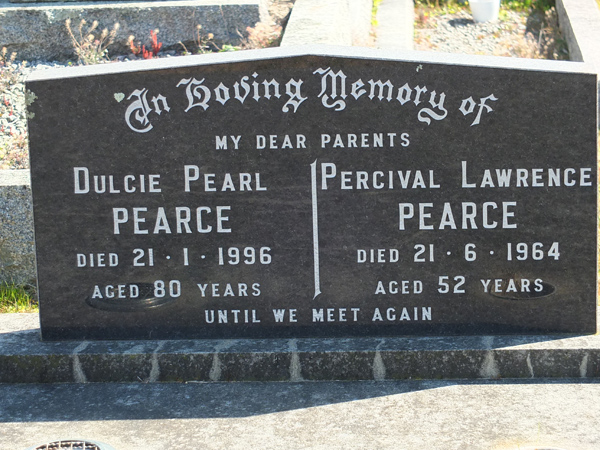 In Loving Memory of
MY DEAR PARENTS
DULCIE PEARL
PEARCE
DIED 21 · 1 · 1996
AGED 80 YEARS
PERCIVAL LAWRENCE
PEARCE
DIED 21 · 6 · 1964
AGED 52 YEARS
UNTIL WE MEET AGAIN